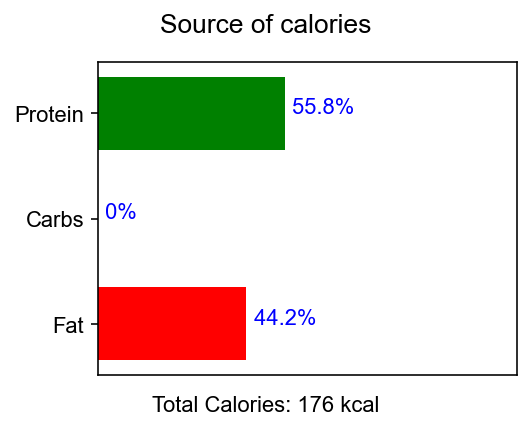 Source of calories
Protein
55.8%
Carbs
0%
Fat
44.2%
Total Calories: 176 kcal